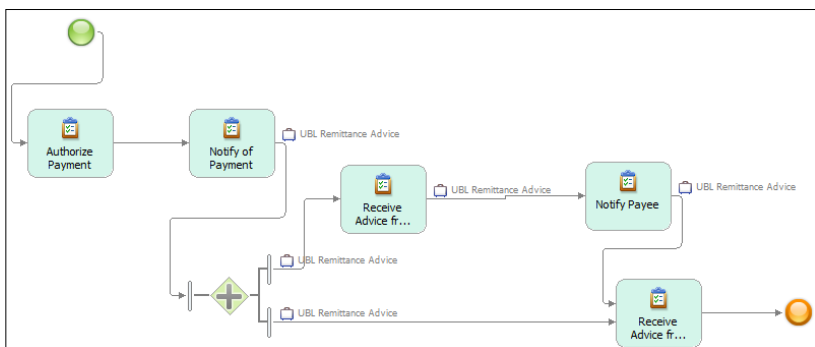 Authorize
Payment
Notify of
Payment
UBL Remittance Advice
Receive
Advice fr...
UBL Remittance Advice
Notify Payee
UBL Remittance Advice
UBL Remittance Advice
UBL Remittance Advice
Receive
Advice fr...